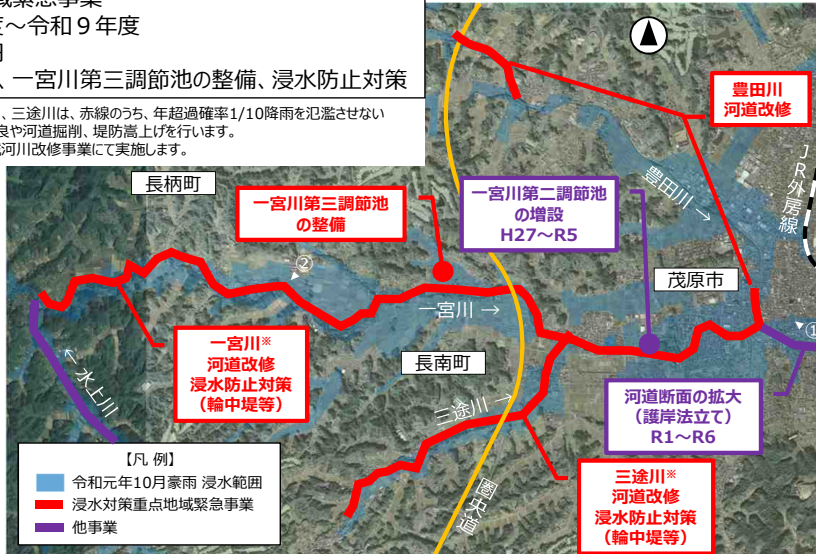 域緊急事業
度～令和９年度
円
、一宮川第三調節池の整備、浸水防止対策
、三途川は、赤線のうち、年超過確率1/10降雨を氾濫させない
良や河道掘削、堤防嵩上げを行います。
河川改修事業にて実施します。
豊田川
河道改修
長柄町
一宮川第三調節池
の整備
一宮川第二調節池
の増設
H27～R5
豊田川 →
JR外房線
②
茂原市
一宮川 →
①
一宮川※
河道改修
浸水防止対策
（輪中堤等）
← 水上川
長南町
三途川 →
河道断面の拡大
（護岸法立て）
R1～R6
圏央道
三途川※
河道改修
浸水防止対策
（輪中堤等）
【凡 例】
令和元年10月豪雨 浸水範囲
浸水対策重点地域緊急事業
他事業